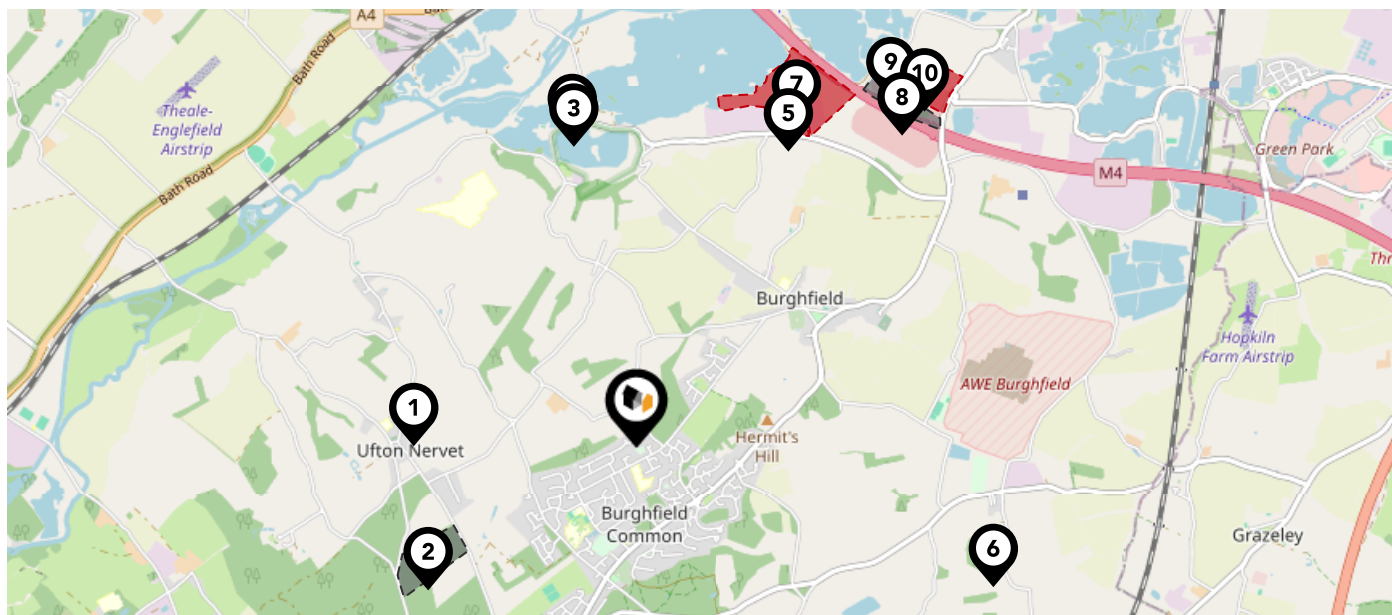 A4
Bath Road
Theale-
Englefield
Airstrip
Bath Road
3
7
5
9
10
8
M4
Green Park
Burghfield
Hopkiln
Farm Airstrip
AWE Burghfield
1
Ufton Nervet
Hermit's
Hill
Burghfield
Common
2
6
Grazeley